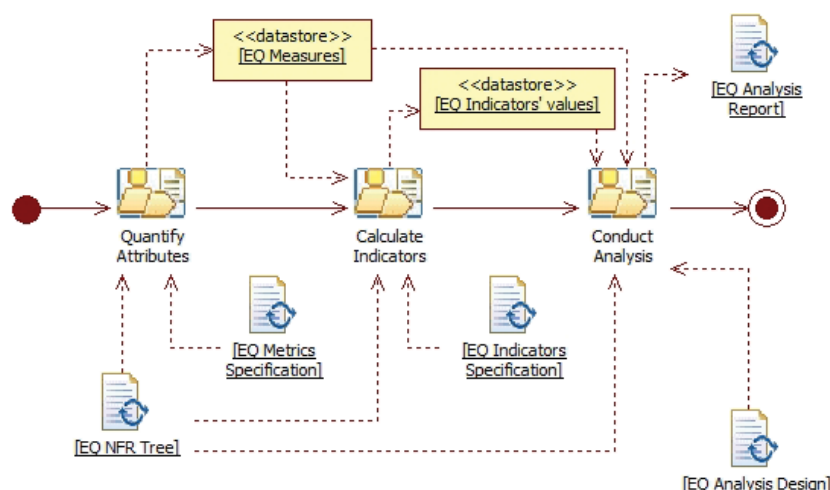 <<datastore>>
[EQ Measures]
<<datastore>>
[EQ Indicators' values]
[EQ Analysis
Report]
Quantify
Attributes
Calculate
Indicators
Conduct
Analysis
[EQ Metrics
Specification]
[EQ Indicators
Specification]
[EQ NFR Tree]
[EQ Analysis Design]